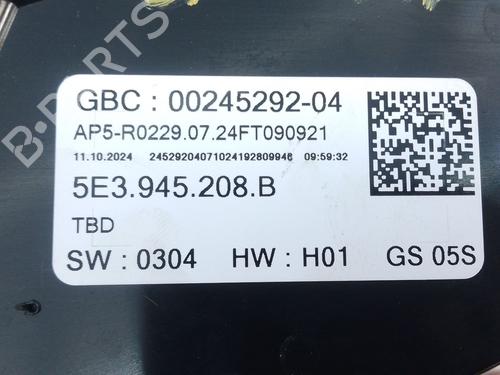 GBC : 00245292-04
AP5-R0229.07.24FT090921
11.10.2024 24529204071024192809946 09:59:32
5E3.945.208.B
TBD
SW : 0304 HW : H01 GS 05S
B-PARTS